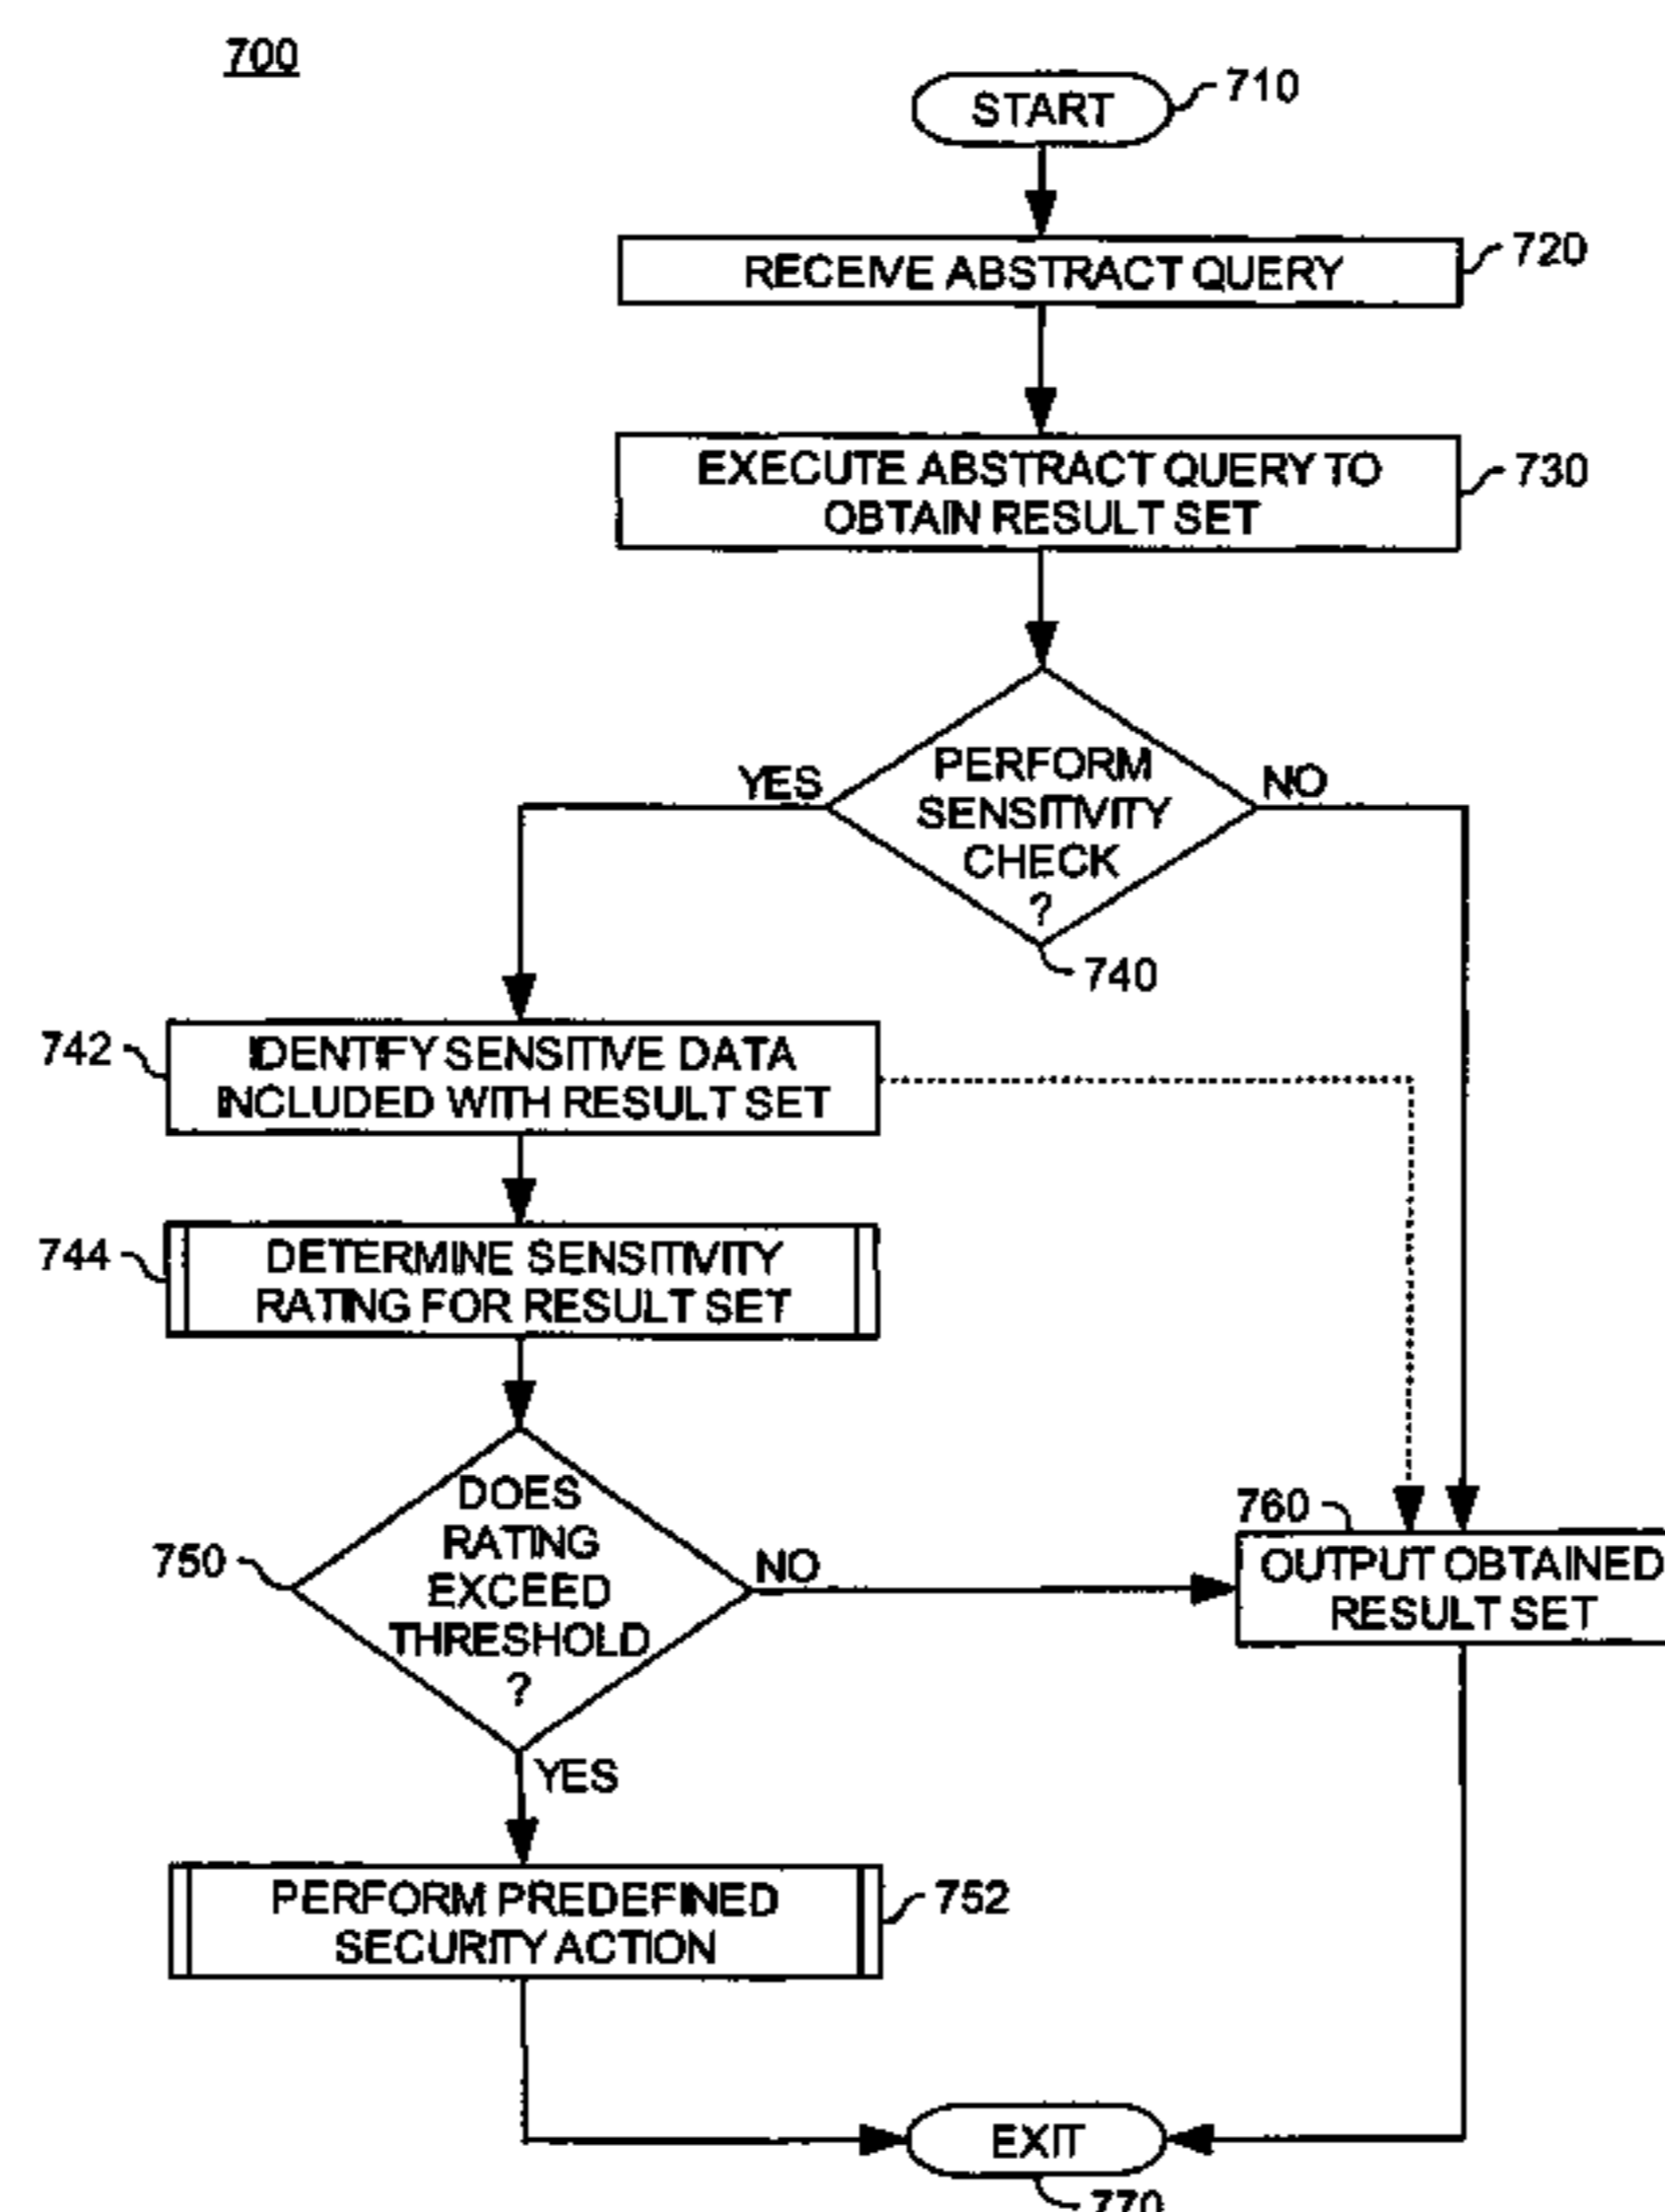 700
START
710
RECEIVE ABSTRACT QUERY
720
EXECUTE ABSTRACT QUERY TO
OBTAIN RESULT SET
730
YES
PERFORM
SENSITIVITY
CHECK
?
NO
740
742
IDENTIFY SENSITIVE DATA
INCLUDED WITH RESULT SET
744
DETERMINE SENSITIVITY
RATING FOR RESULT SET
750
DOES
RATING
EXCEED
THRESHOLD
?
NO
YES
760
OUTPUT OBTAINED
RESULT SET
PERFORM PREDEFINED
SECURITY ACTION
752
EXIT
770